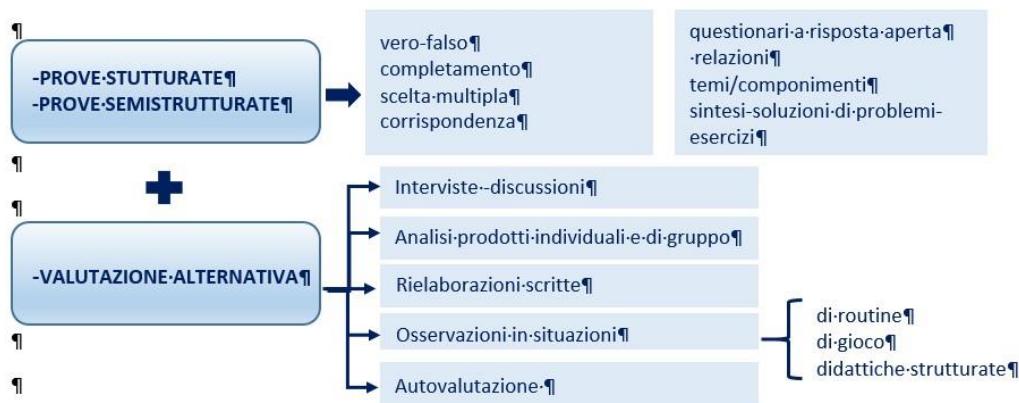 ¶
-PROVE·STUTTURATE¶
-PROVE·SEMISTRUTTURATE¶
vero-falso¶
completamento¶
scelta·multipla¶
corrispondenza¶
questionari·a·risposta·aperta¶
·relazioni¶
temi/componimenti¶
sintesi-soluzioni·di·problemi-
esercizi¶
¶
¶
-VALUTAZIONE·ALTERNATIVA¶
Interviste·-discussioni¶
Analisi·prodotti·individuali·e·di·gruppo¶
Rielaborazioni·scritte¶
Osservazioni·in·situazioni¶
Autovalutazione·¶
di·routine¶
di·gioco¶
didattiche·strutturate¶
¶
¶